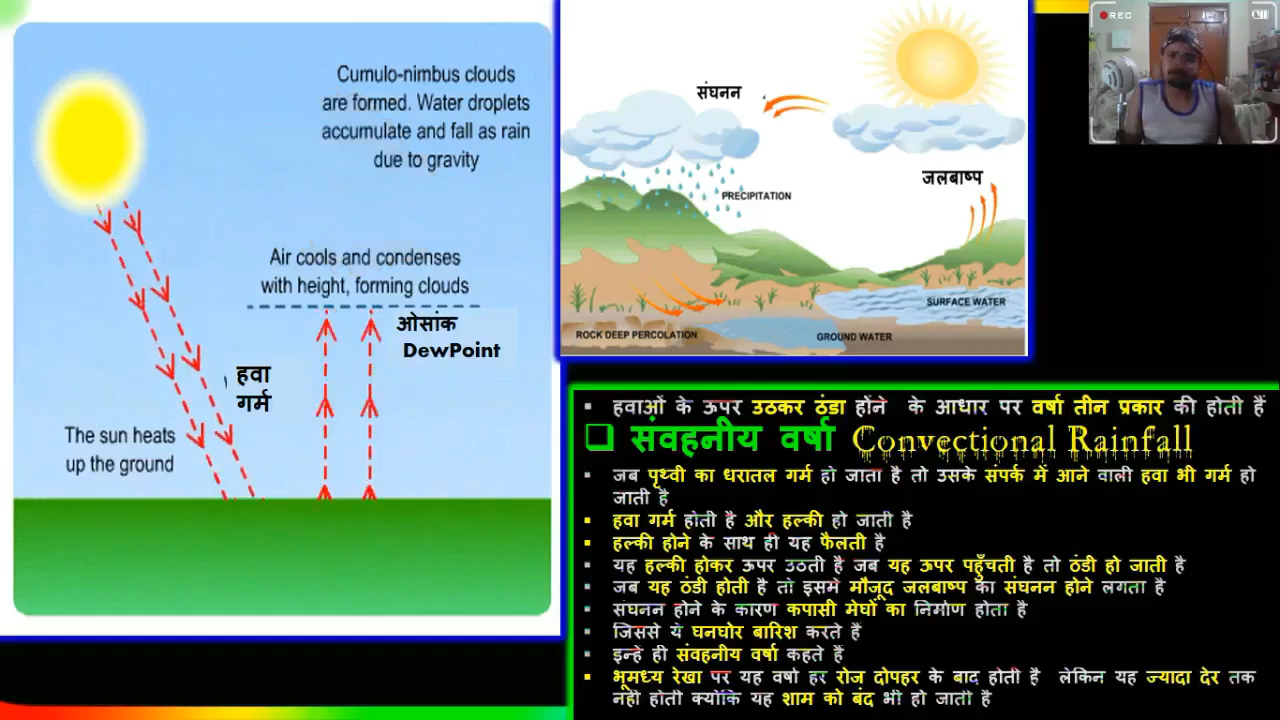 Cumulo-nimbus clouds
are formed. Water droplets
accumulate and fall as rain
due to gravity
Air cools and condenses
with height, forming clouds
ओसांक
DewPoint
हवा
गर्म
The sun heats
up the ground
संघनन
जलबाष्प
PRECIPITATION
SURFACE WATER
ROCK DEEP PERCOLATION
GROUND WATER
REC
▪ हवाओं के ऊपर उठकर ठंडा होंने के आधार पर वर्षा तीन प्रकार की होती हैं
❑ संवहनीय वर्षा Convectional Rainfall
▪ जब पृथ्वी का धरातल गर्म हो जाता है तो उसके संपर्क में आने वाली हवा भी गर्म हो
जाती है
▪ हवा गर्म होती है और हल्की हो जाती है
▪ हल्की होने के साथ ही यह फैलती है
▪ यह हल्की होकर ऊपर उठती है जब यह ऊपर पहुँचती है तो ठंडी हो जाती है
▪ जब यह ठंडी होती है तो इसमे मौजूद जलबाष्प का संघनन होने लगता है
▪ संघनन होने के कारण कपासी मेघों का निर्माण होता है
▪ जिससे ये घनघोर बारिश करते है
▪ इन्हे ही संवहनीय वर्षा कहते है
▪ भूमध्य रेखा पर यह वर्षा हर रोज दोपहर के बाद होती है लेकिन यह ज्यादा देर तक
नही होती क्योंकि यह शाम को बंद भी हो जाती है